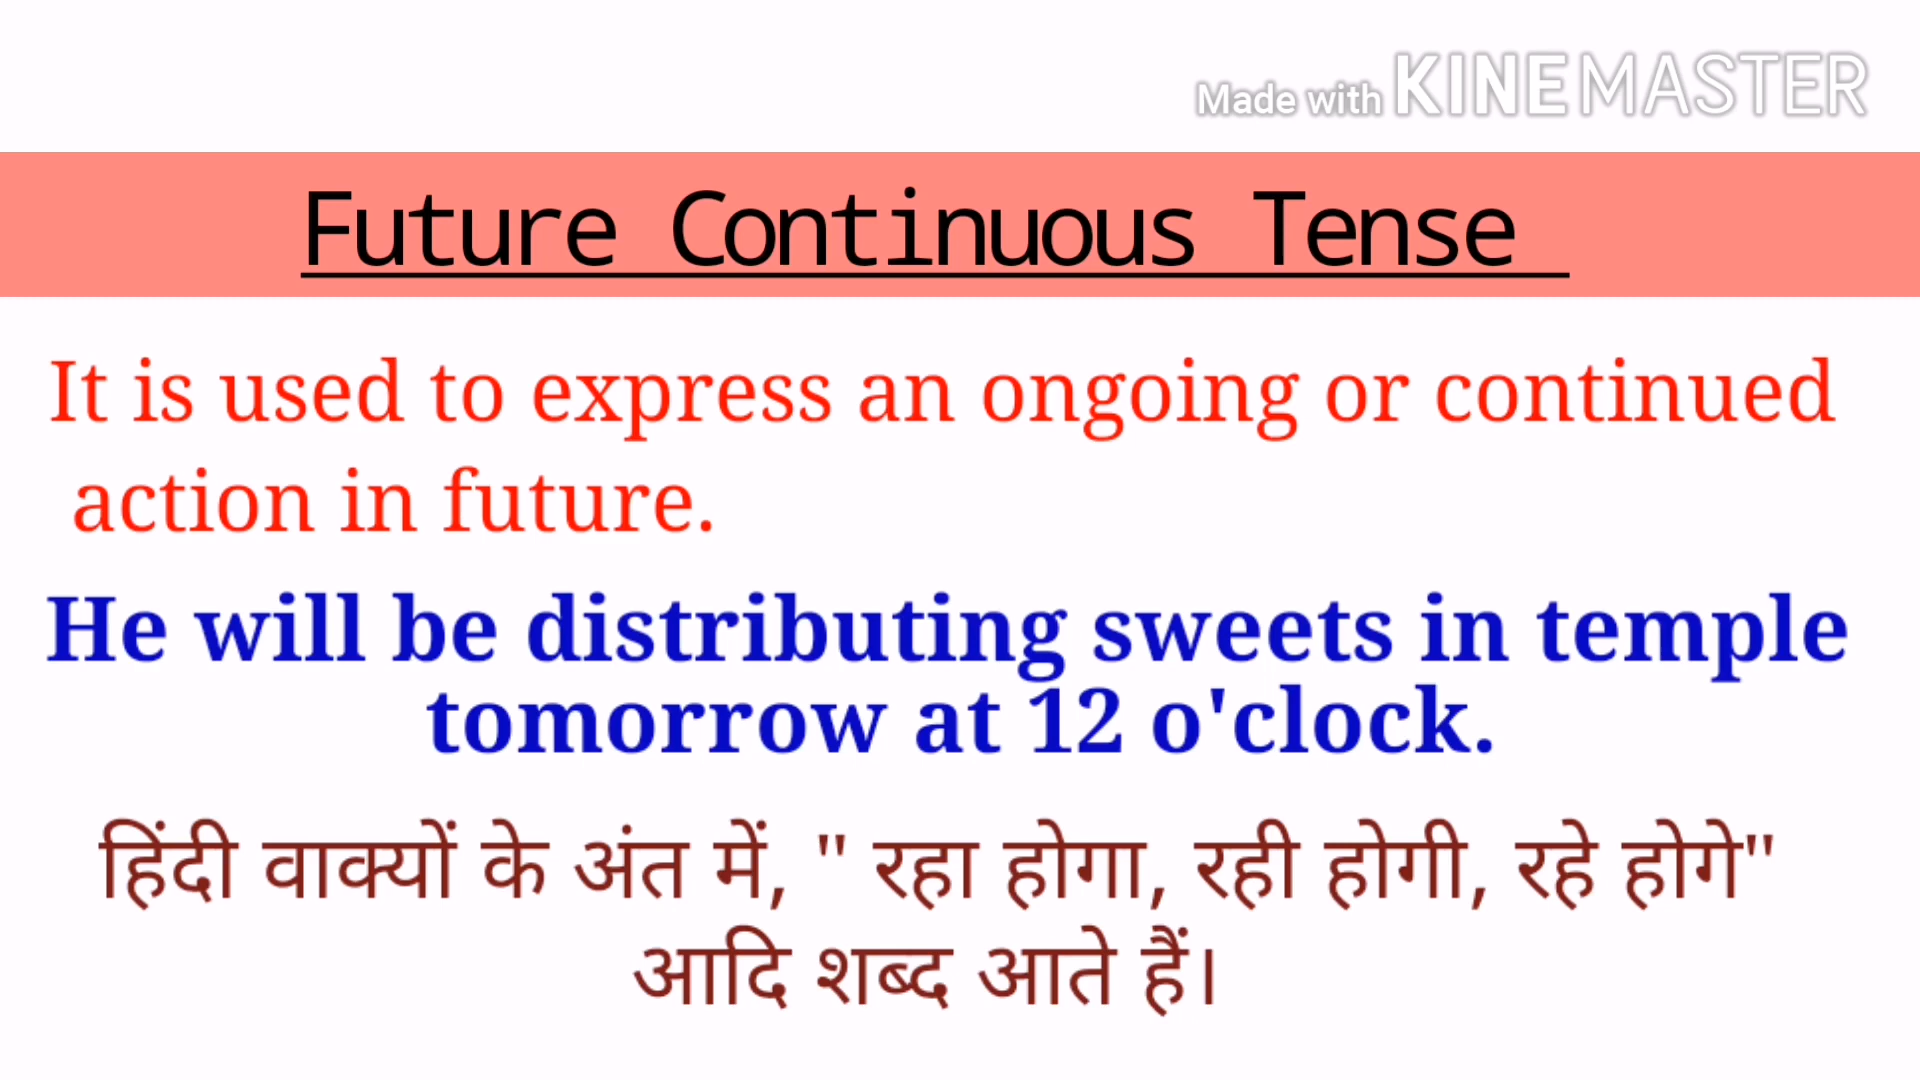 Made with KINEMASTER
Future Continuous Tense
It is used to express an ongoing or continued
action in future.
He will be distributing sweets in temple
tomorrow at 12 o'clock.
हिंदी वाक्यों के अंत में, " रहा होगा, रही होगी, रहे होगे"
आदि शब्द आते हैं।